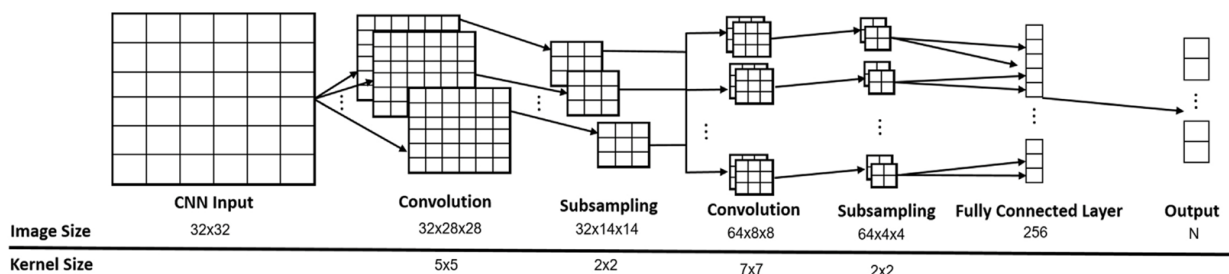 CNN Input
Convolution
Subsampling
Convolution
Subsampling
Fully Connected Layer
Output
Image Size 32x32 32x28x28 32x14x14 64x8x8 64x4x4 256 N
Kernel Size 5x5 2x2 7x7 2x2